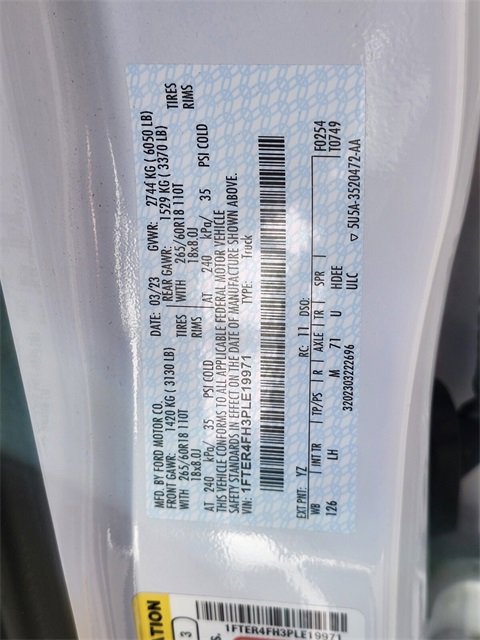 MFD. BY FORD MOTOR CO.
DATE: 03/23 GVWR: 2744 KG ( 6050 LB)
FRONT GAWR: 1420 KG ( 3130 LB) REAR GAWR: 1529 KG ( 3370 LB)
WITH 265/60R18 110T TIRES WITH 265/60R18 110T TIRES
18x8.0J RIMS 18x8.0J RIMS
AT 240 kPa/ 35 PSI COLD AT 240 kPa/ 35 PSI COLD
THIS VEHICLE CONFORMS TO ALL APPLICABLE FEDERAL MOTOR VEHICLE
SAFETY STANDARDS IN EFFECT ON THE DATE OF MANUFACTURE SHOWN ABOVE.
VIN: 1FTER4FH3PLE19971 TYPE: Truck
EXT PNT: YZ RC: 11 DSO: F0254
WB INT TR TP/PS R AXLE TR SPR T0749
126 LH M 71 U HDEE
ULC
3202303222696 5U5A-3520472-AA
1FTER4FH3PLE19971